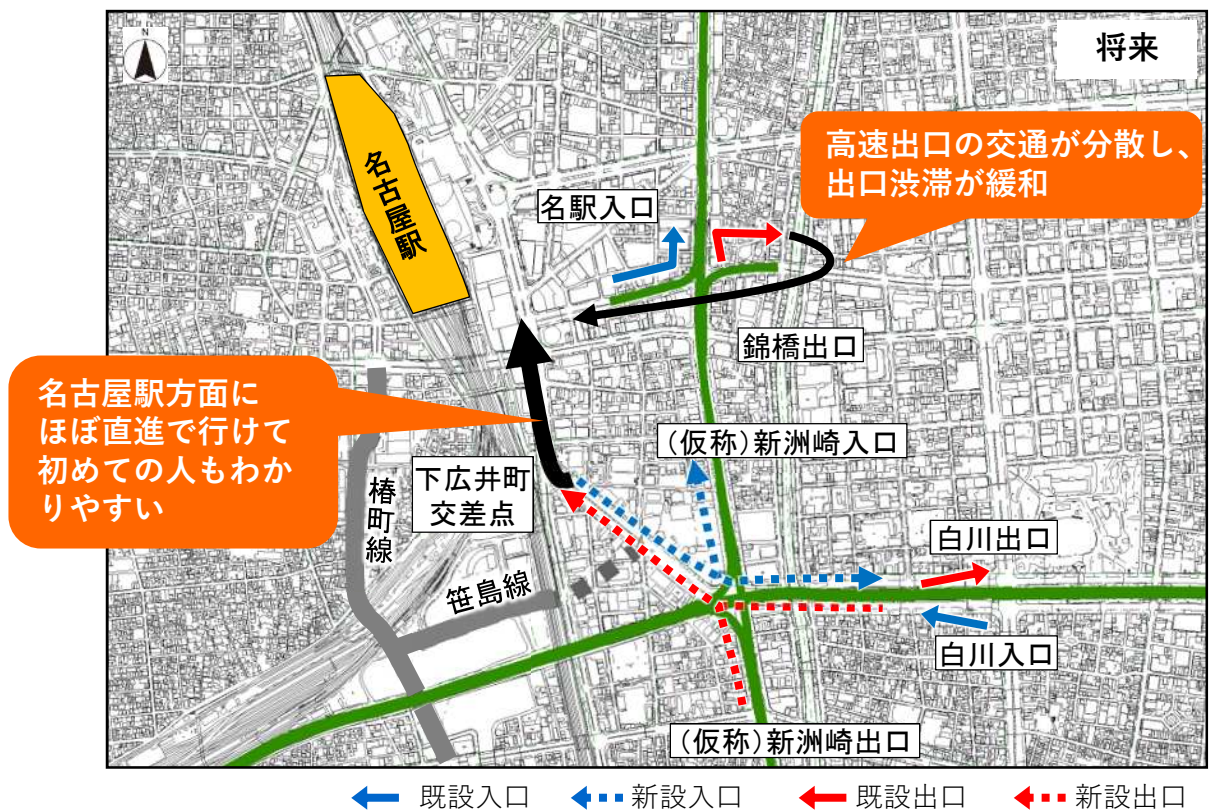 N
将来
高速出口の交通が分散し、
出口渋滞が緩和
名古屋駅
名駅入口
錦橋出口
名古屋駅方面に
ほぼ直進で行けて
初めての人もわか
りやすい
(仮称)新洲崎入口
下広井町
交差点
椿町線
笹島線
白川出口
白川入口
(仮称)新洲崎出口
既設入口
新設入口
既設出口
新設出口